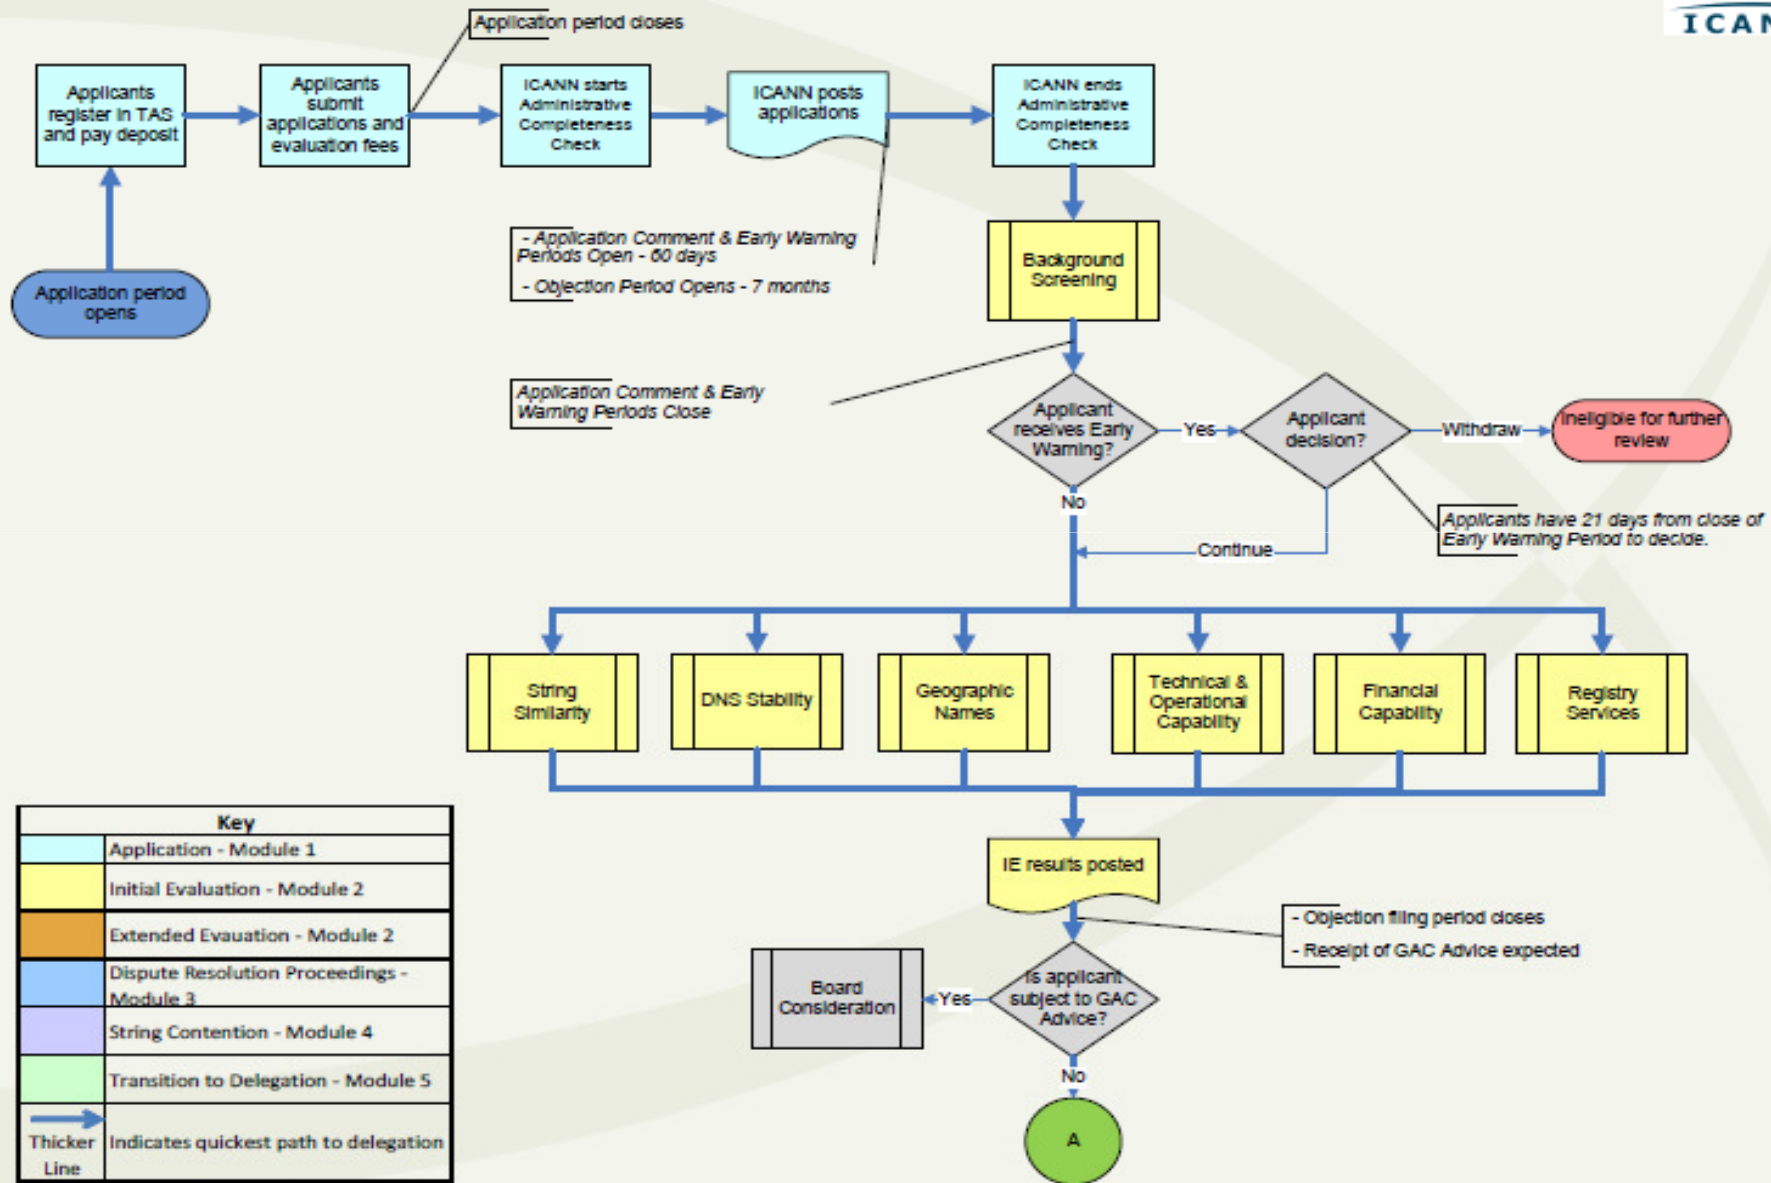 ICAN
Application period closes
Applicants
register in TAS
and pay deposit
Applicants
submit
applications and
evaluation fees
ICANN starts
Administrative
Completeness
Check
ICANN posts
applications
ICANN ends
Administrative
Completeness
Check
- Application Comment & Early Warning
Periods Open - 60 days
- Objection Period Opens - 7 months
Background
Screening
Application period
opens
Application Comment & Early
Warning Periods Close
Applicant
receives Early
Warning?
Yes
Applicant
decision?
Withdraw
Ineligible for further
review
No
Applicants have 21 days from close of
Early Warning Period to decide.
Continue
String
Similarity
DNS Stability
Geographic
Names
Technical &
Operational
Capability
Financial
Capability
Registry
Services
Key
Application - Module 1
Initial Evaluation - Module 2
Extended Evauation - Module 2
Dispute Resolution Proceedings -
Module 3
String Contention - Module 4
Transition to Delegation - Module 5
Thicker
Line
Indicates quickest path to delegation
IE results posted
- Objection filing period closes
- Receipt of GAC Advice expected
Board
Consideration
Yes
Is applicant
subject to GAC
Advice?
No
A